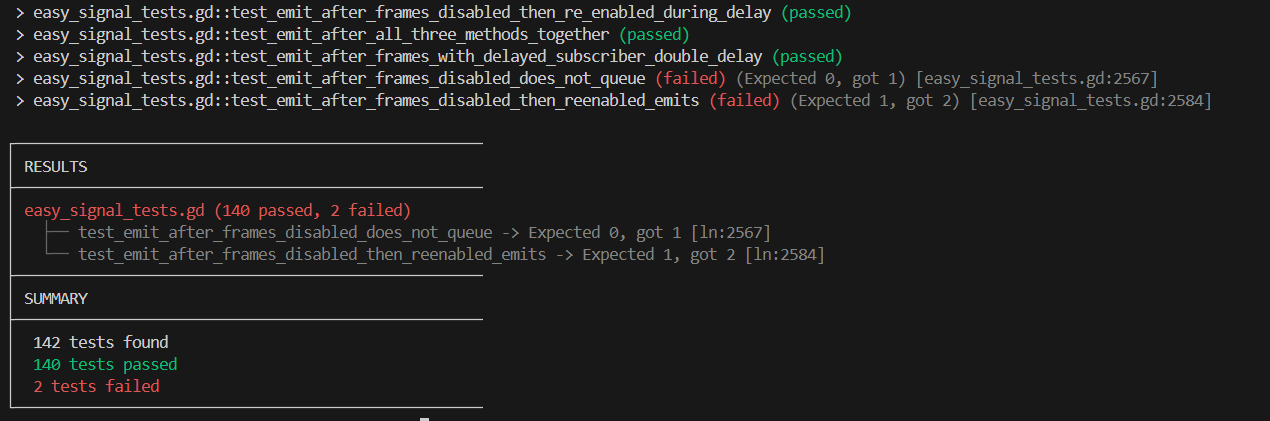 > easy_signal_tests.gd::test_emit_after_frames_disabled_then_re_enabled_during_delay (passed)
> easy_signal_tests.gd::test_emit_after_all_three_methods_together (passed)
> easy_signal_tests.gd::test_emit_after_frames_with_delayed_subscriber_double_delay (passed)
> easy_signal_tests.gd::test_emit_after_frames_disabled_does_not_queue (failed) (Expected 0, got 1) [easy_signal_tests.gd:2567]
> easy_signal_tests.gd::test_emit_after_frames_disabled_then_reenabled_emits (failed) (Expected 1, got 2) [easy_signal_tests.gd:2584]
RESULTS
easy_signal_tests.gd (140 passed, 2 failed)
test_emit_after_frames_disabled_does_not_queue -> Expected 0, got 1 [ln:2567]
test_emit_after_frames_disabled_then_reenabled_emits -> Expected 1, got 2 [ln:2584]
SUMMARY
142 tests found
140 tests passed
2 tests failed